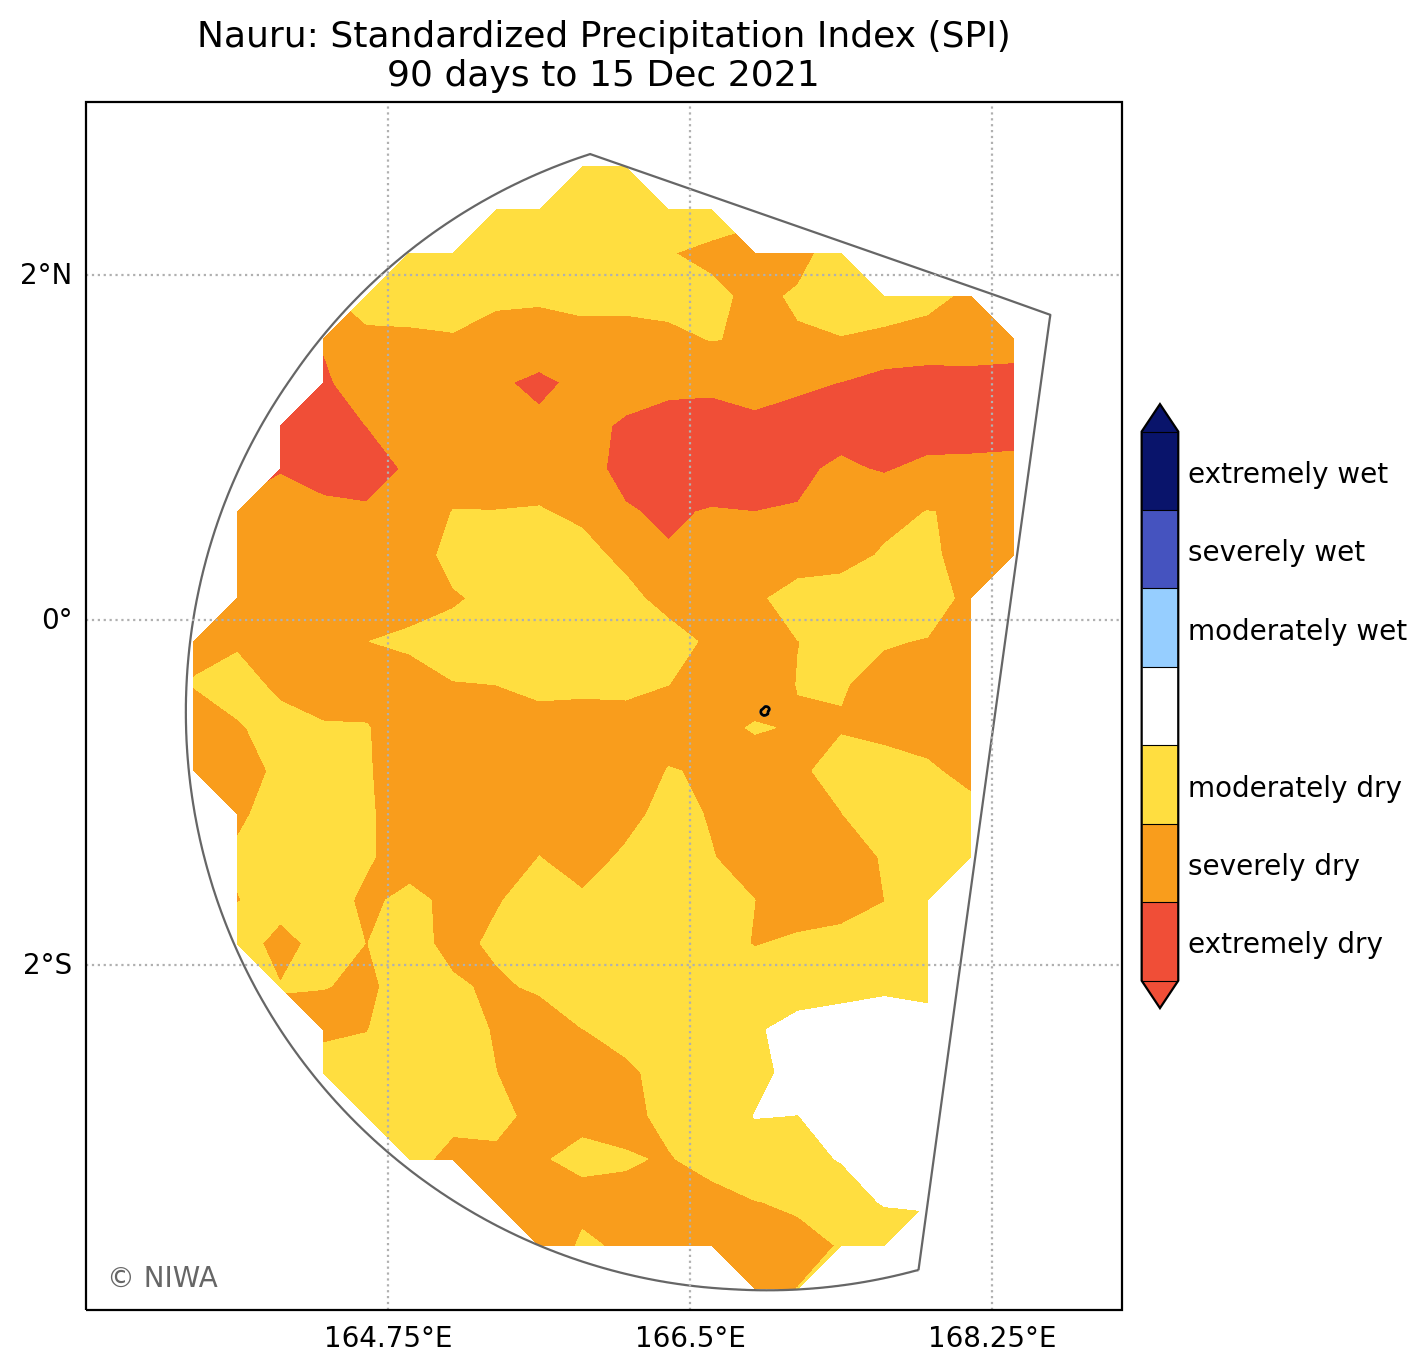 Nauru: Standardized Precipitation Index (SPI)
90 days to 15 Dec 2021
2°N
0°
2°S
164.75°E
166.5°E
168.25°E
extremely wet
severely wet
moderately wet
moderately dry
severely dry
extremely dry
© NIWA